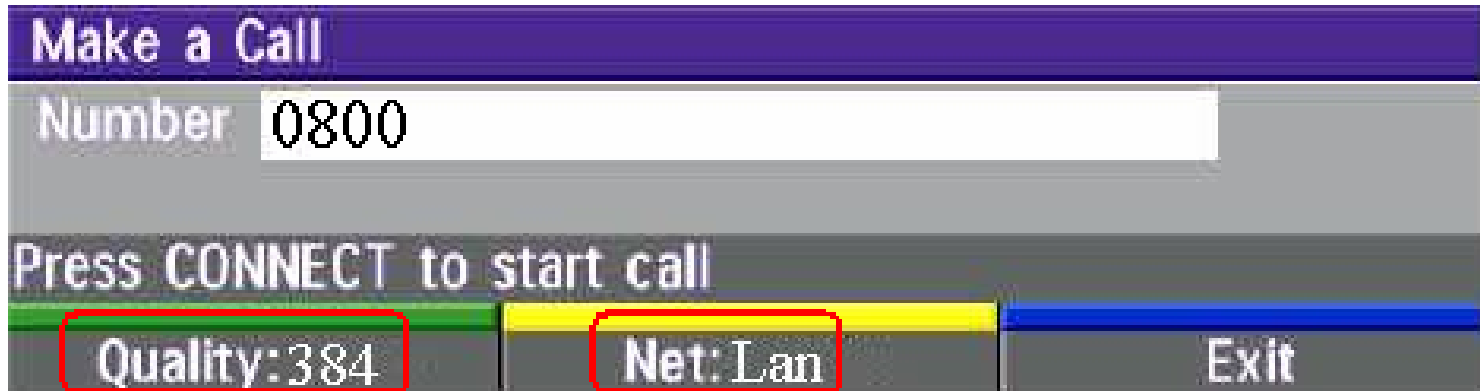 Make a Call
Number 0800
Press CONNECT to start call
Quality:384 Net:Lan Exit